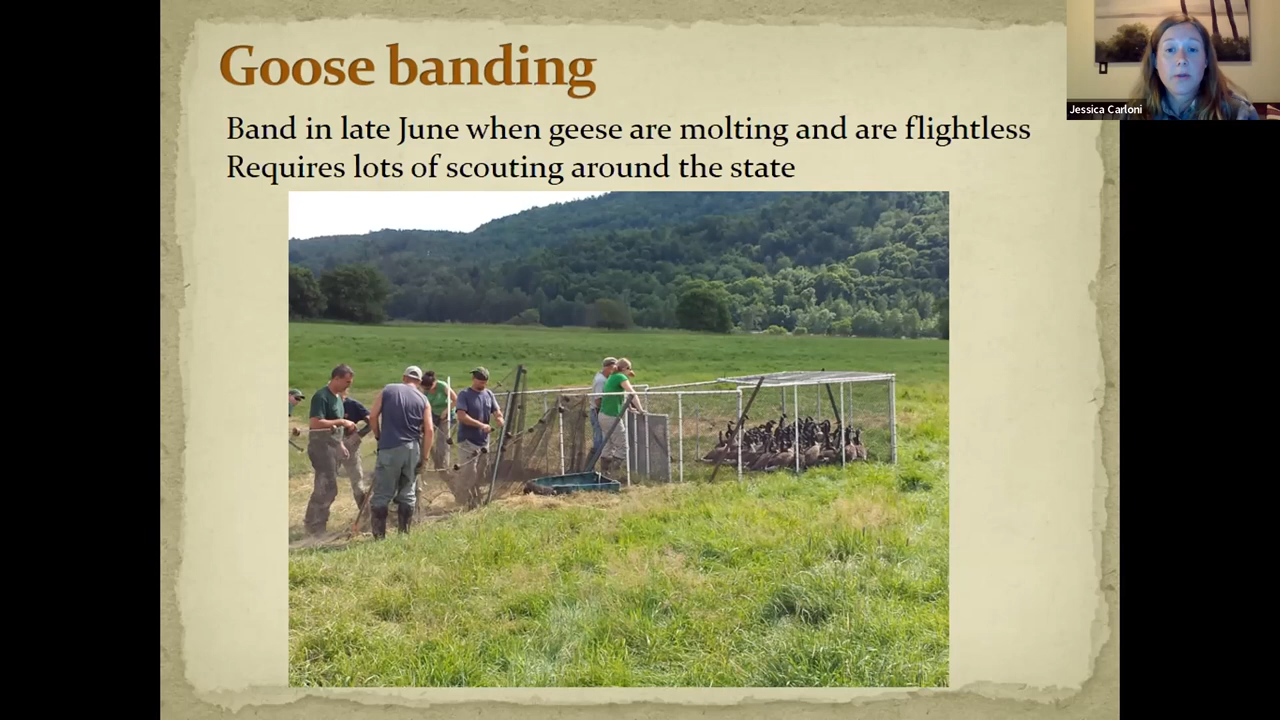 Goose banding
Band in late June when geese are molting and are flightless
Requires lots of scouting around the state
Jessica Carloni